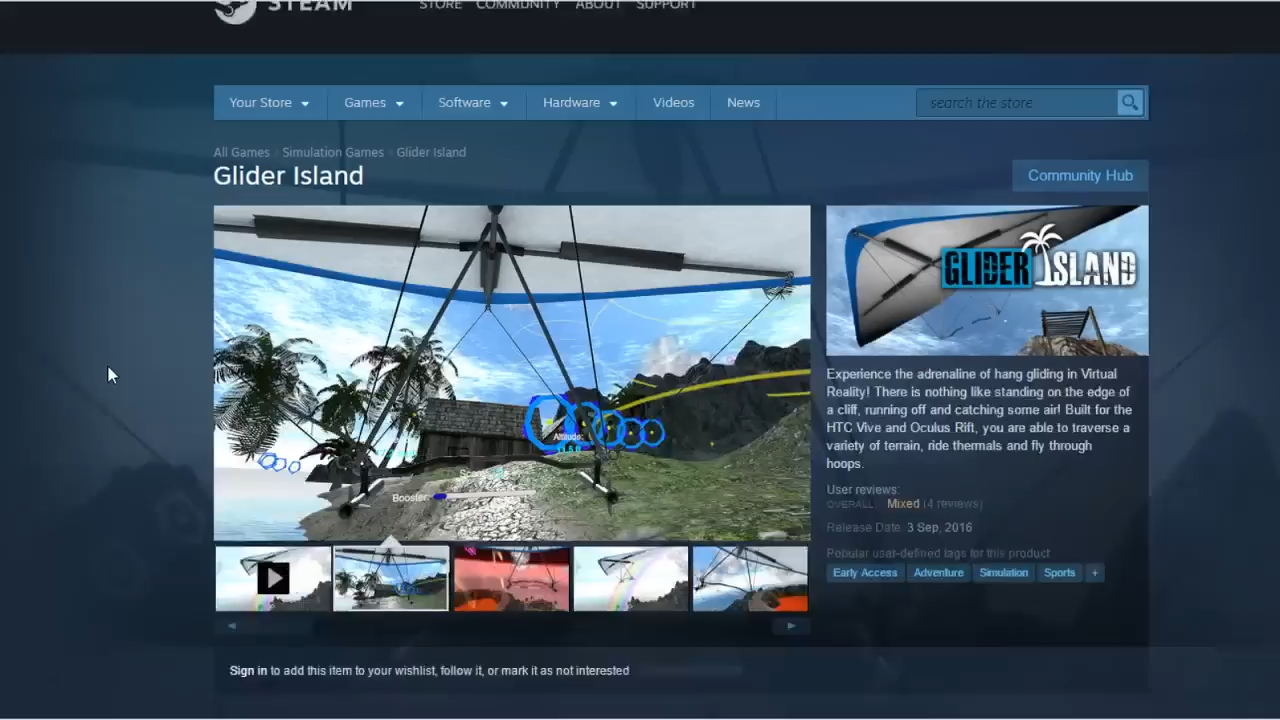 STEAM
STORE COMMUNITY ABOUT SUPPORT
Your Store Games Software Hardware Videos News search the store
All Games › Simulation Games › Glider Island
Glider Island
Community Hub
GLIDER ISLAND
Experience the adrenaline of hang gliding in Virtual
Reality! There is nothing like standing on the edge of
a cliff, running off and catching some air! Built for the
HTC Vive and Oculus Rift, you are able to traverse a
variety of terrain, ride thermals and fly through
hoops.
User reviews:
OVERALL: Mixed (4 reviews)
Release Date: 3 Sep, 2016
Popular user-defined tags for this product
Early Access Adventure Simulation Sports +
Altitude:
Booster:
Sign in to add this item to your wishlist, follow it, or mark it as not interested